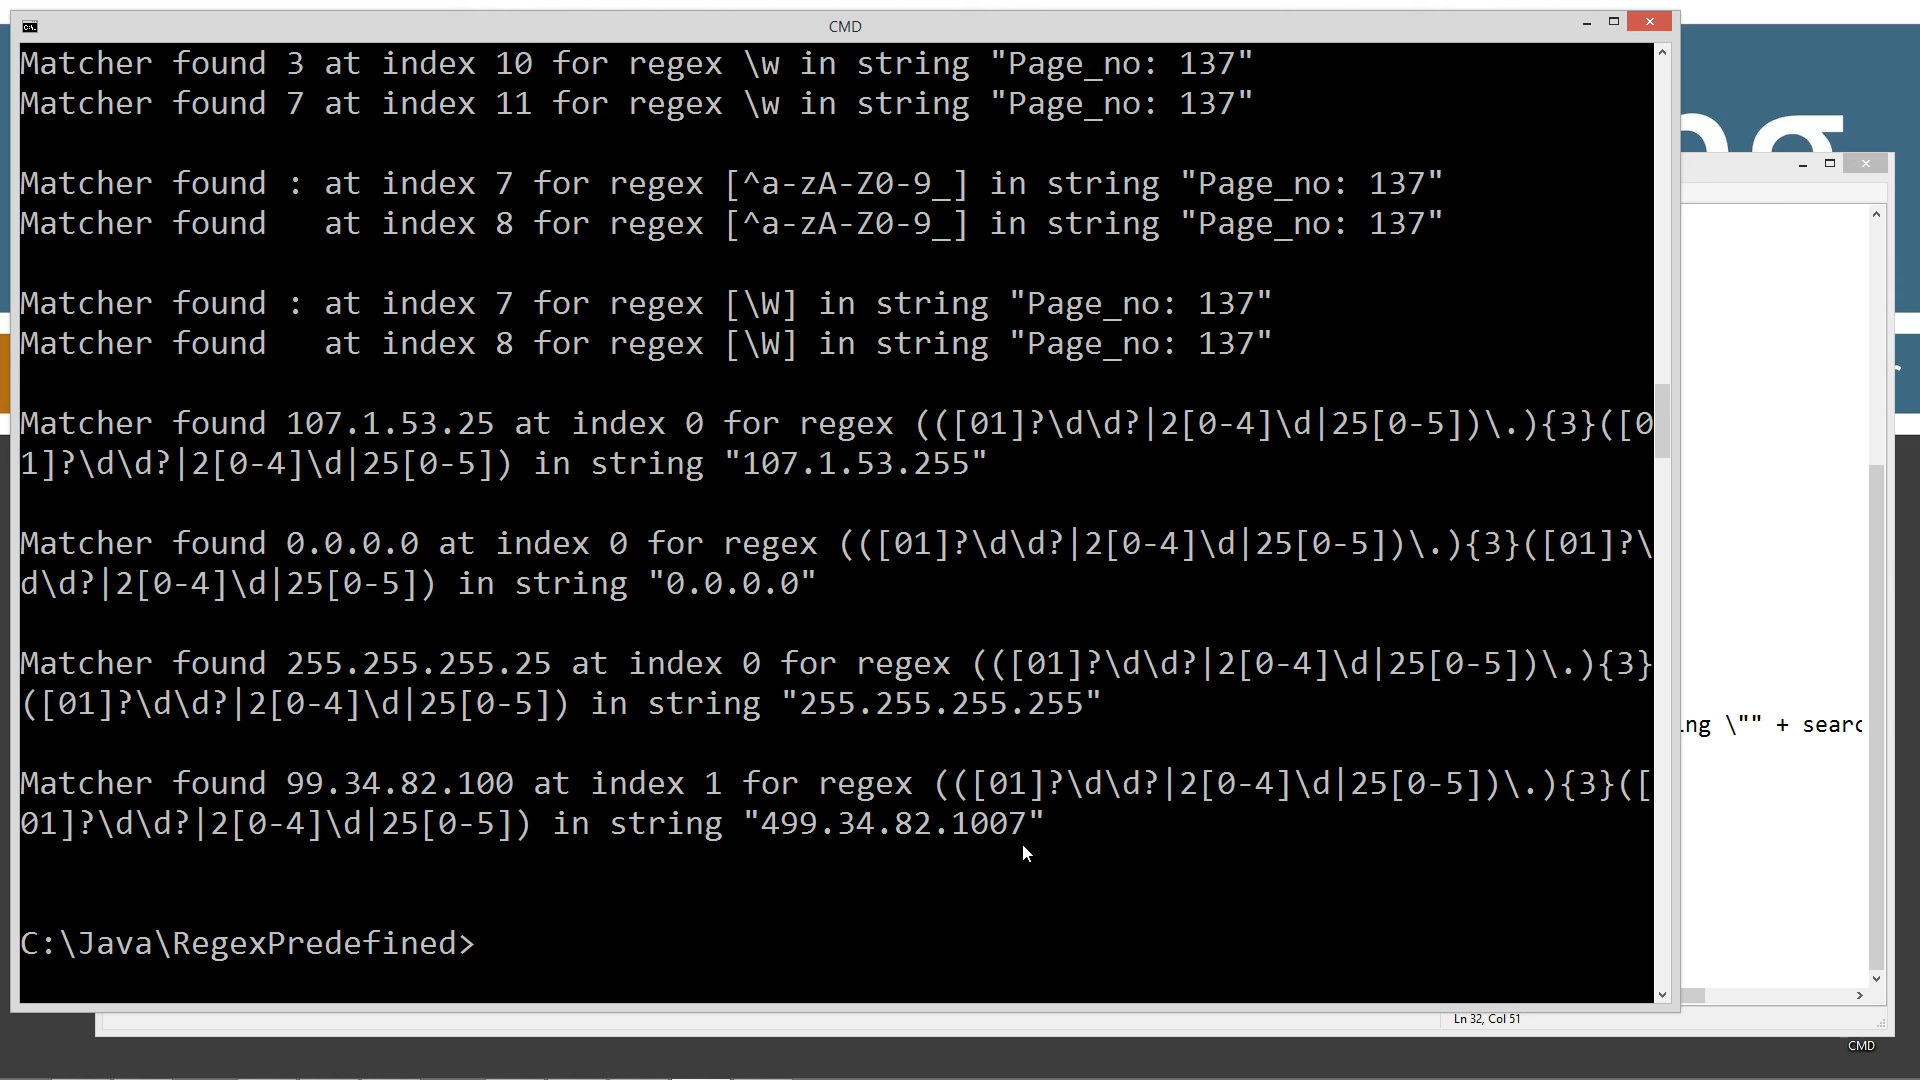 CMD
Matcher found 3 at index 10 for regex \w in string "Page_no: 137"
Matcher found 7 at index 11 for regex \w in string "Page_no: 137"
Matcher found : at index 7 for regex [^a-zA-Z0-9_] in string "Page_no: 137"
Matcher found   at index 8 for regex [^a-zA-Z0-9_] in string "Page_no: 137"
Matcher found : at index 7 for regex [\W] in string "Page_no: 137"
Matcher found   at index 8 for regex [\W] in string "Page_no: 137"
Matcher found 107.1.53.25 at index 0 for regex (([01]?\d\d?|2[0-4]\d|25[0-5])\.){3}([0
1]?\d\d?|2[0-4]\d|25[0-5]) in string "107.1.53.255"
Matcher found 0.0.0.0 at index 0 for regex (([01]?\d\d?|2[0-4]\d|25[0-5])\.){3}([01]?\
d\d?|2[0-4]\d|25[0-5]) in string "0.0.0.0"
Matcher found 255.255.255.25 at index 0 for regex (([01]?\d\d?|2[0-4]\d|25[0-5])\.){3}
([01]?\d\d?|2[0-4]\d|25[0-5]) in string "255.255.255.255"
Matcher found 99.34.82.100 at index 1 for regex (([01]?\d\d?|2[0-4]\d|25[0-5])\.){3}([
01]?\d\d?|2[0-4]\d|25[0-5]) in string "499.34.82.1007"
C:\Java\RegexPredefined>
ng \"" + searc
Ln 32, Col 51
CMD